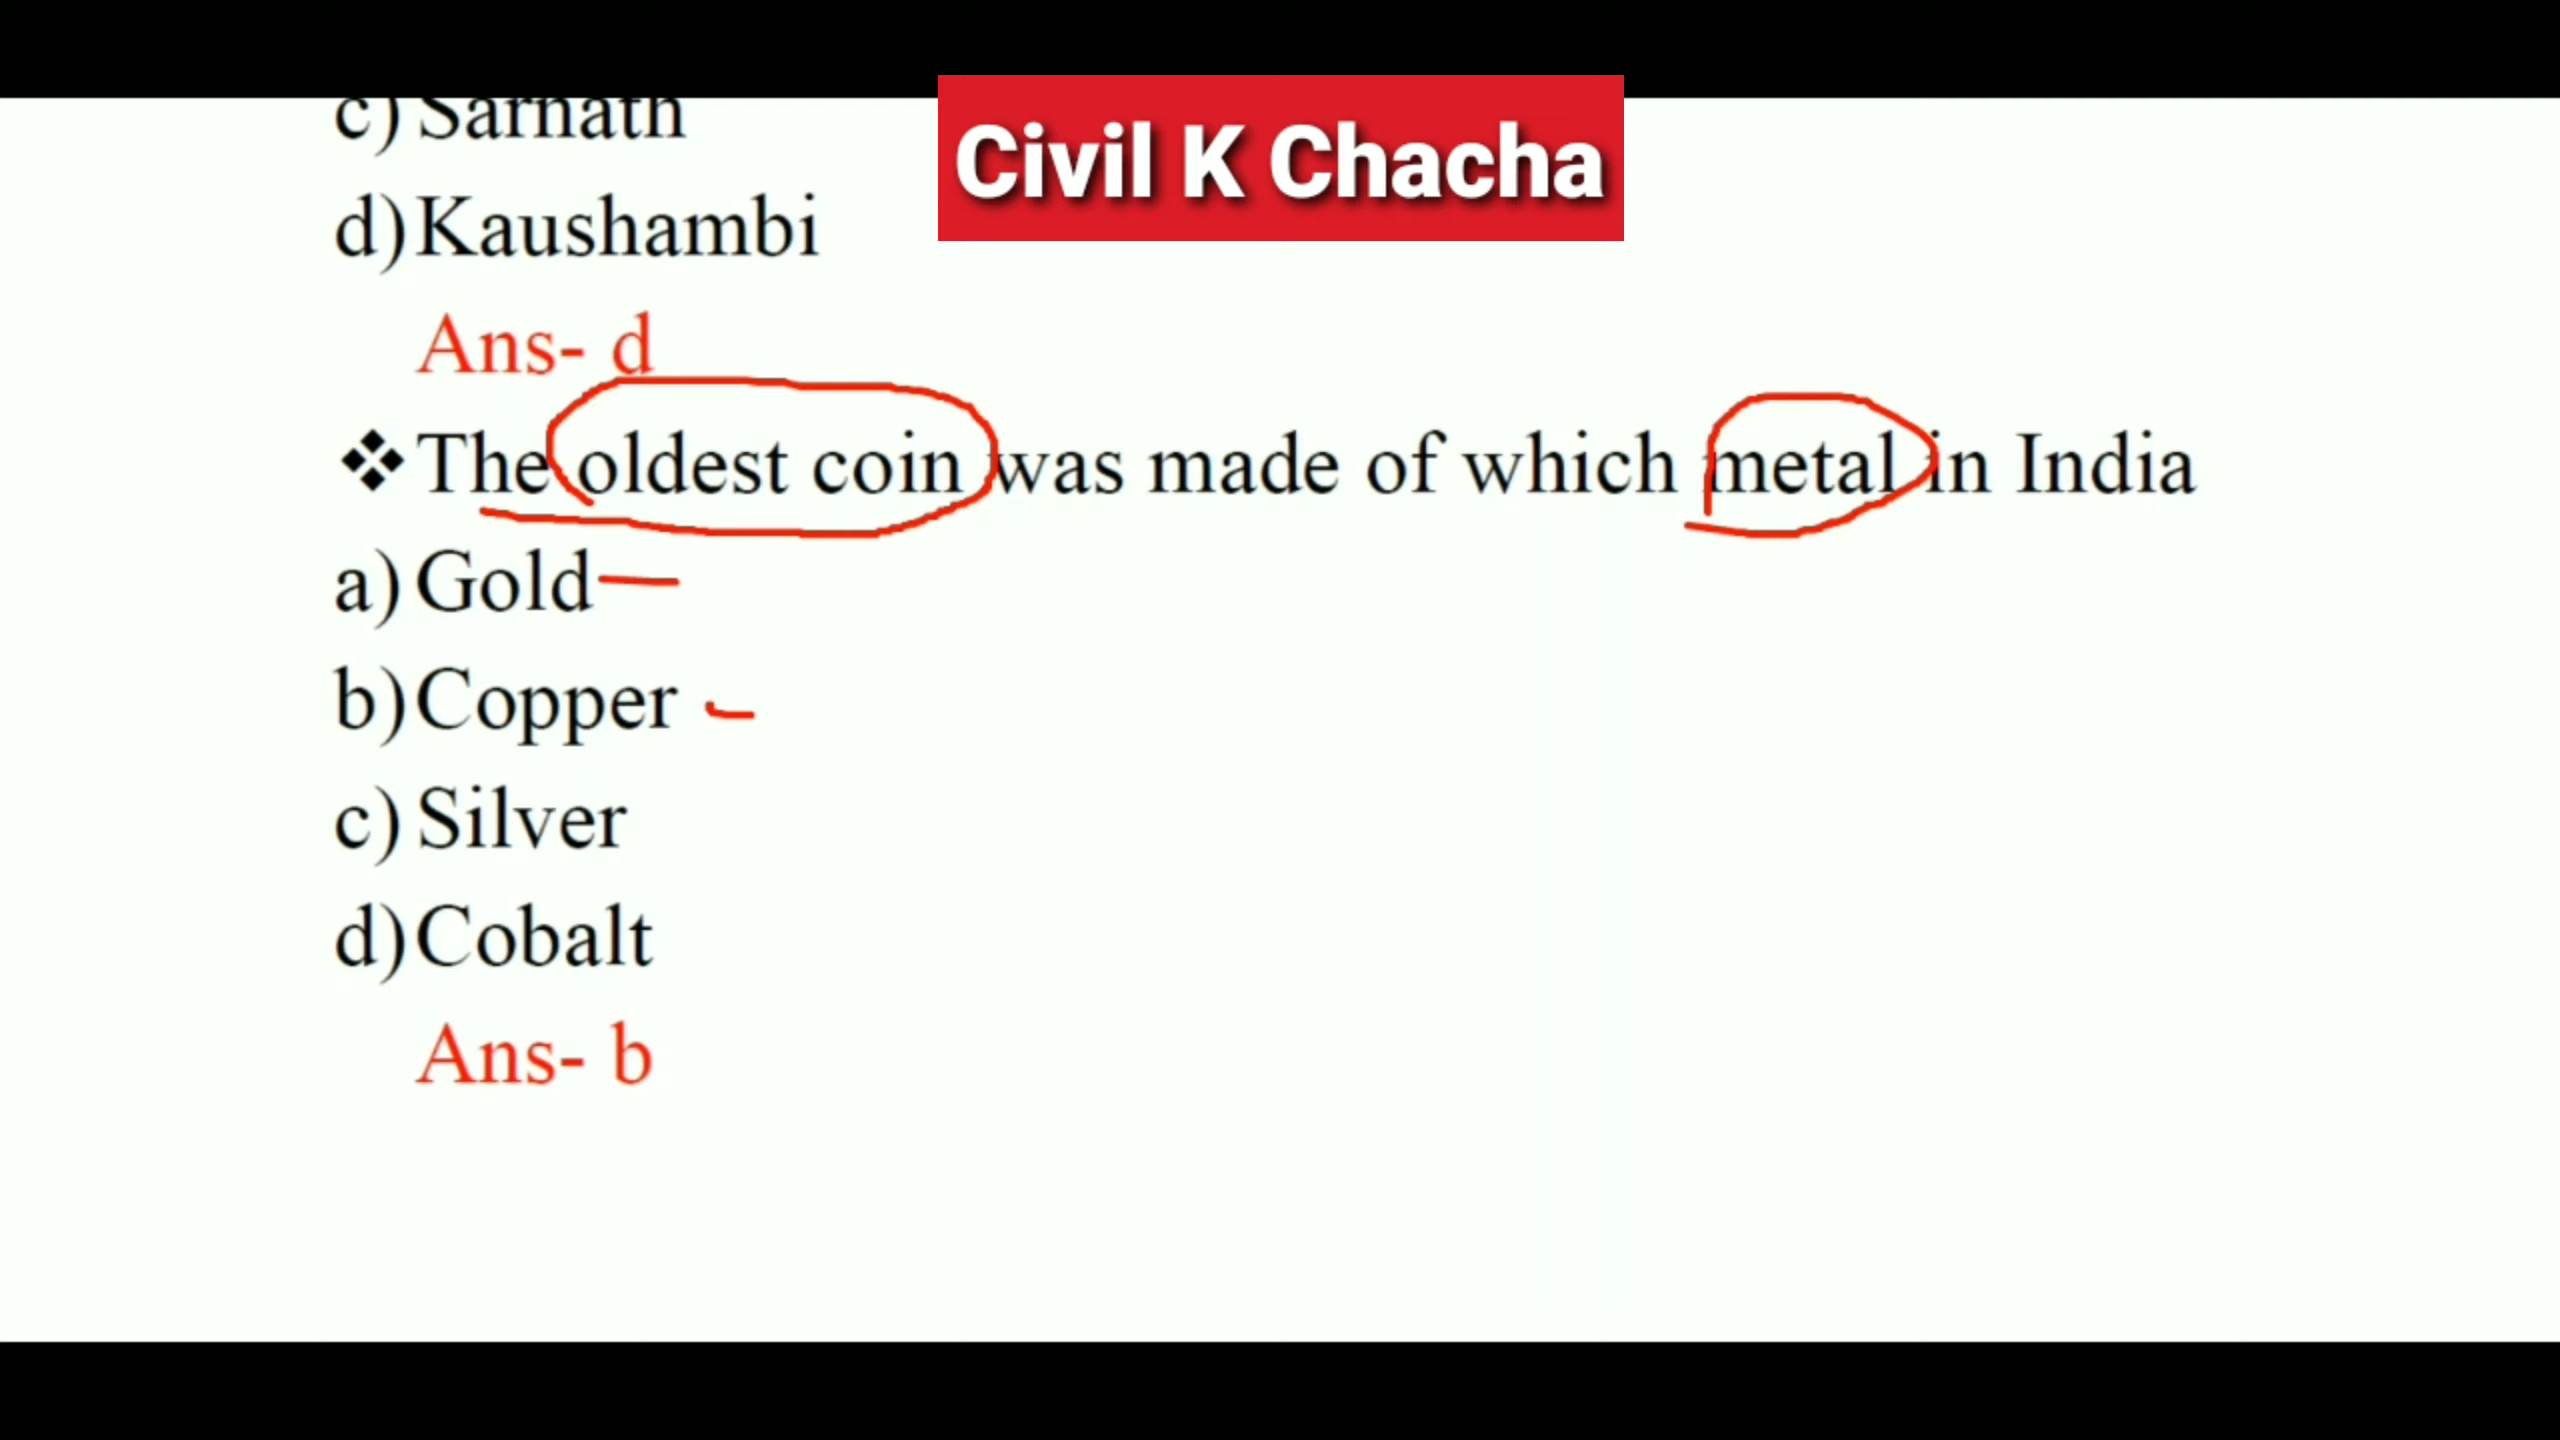 Civil K Chacha
c) Sarnath
d) Kaushambi
Ans- d
❖ The oldest coin was made of which metal in India
a) Gold
b) Copper
c) Silver
d) Cobalt
Ans- b